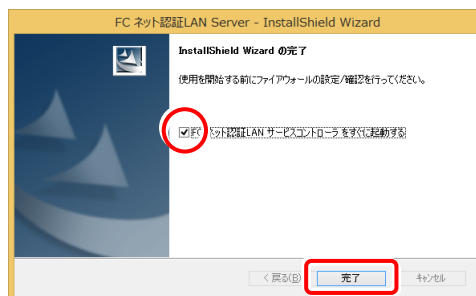 FC ネット認証LAN Server - InstallShield Wizard
InstallShield Wizard の完了
使用を開始する前にファイアウォールの設定/確認を行ってください。
FC ネット認証LAN サービスコントローラ をすぐに起動する
< 戻る(B)
完了
キャンセル